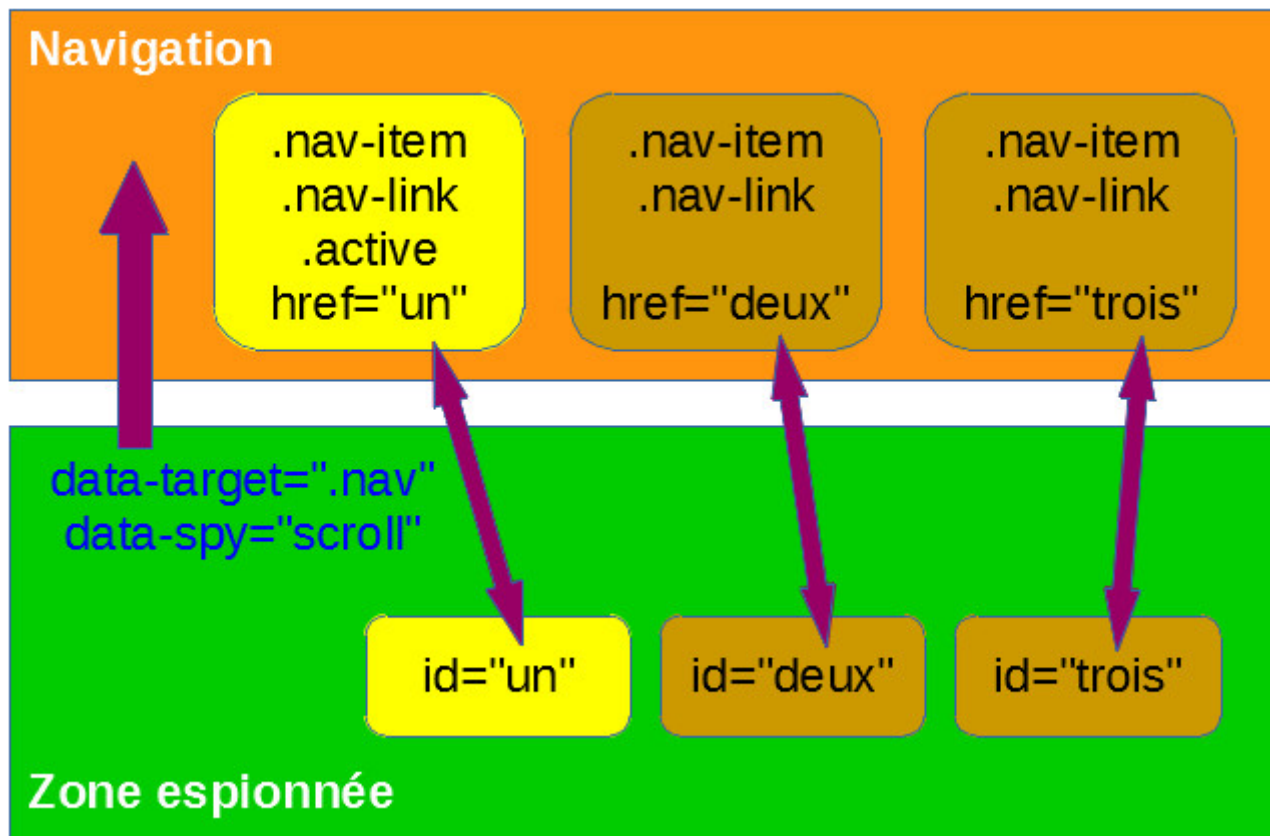 Navigation
.nav-item
.nav-link
.active
href="un"
.nav-item
.nav-link
href="deux"
.nav-item
.nav-link
href="trois"
data-target=".nav"
data-spy="scroll"
id="un"
id="deux"
id="trois"
Zone espionnée